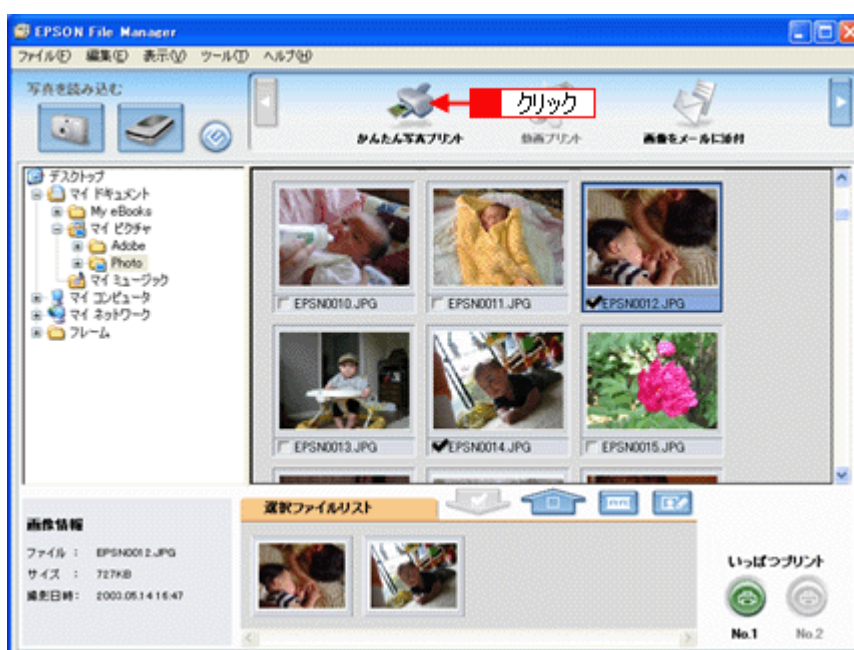 EPSON File Manager
ファイル(F) 編集(E) 表示(V) ツール(T) ヘルプ(H)
写真を読み込む
クリック
かんたん写真プリント 動画プリント 画像をメールに添付
デスクトップ
マイ ドキュメント
My eBooks
マイ ピクチャ
Adobe
Photo
マイ ミュージック
マイ コンピュータ
マイ ネットワーク
フレーム
EPSN0010.JPG EPSN0011.JPG EPSN0012.JPG
EPSN0013.JPG EPSN0014.JPG EPSN0015.JPG
選択ファイルリスト
画像情報
ファイル : EPSN0012.JPG
サイズ : 727KB
撮影日時: 2003.05.14 16:47
いっぱつプリント
No.1 No.2